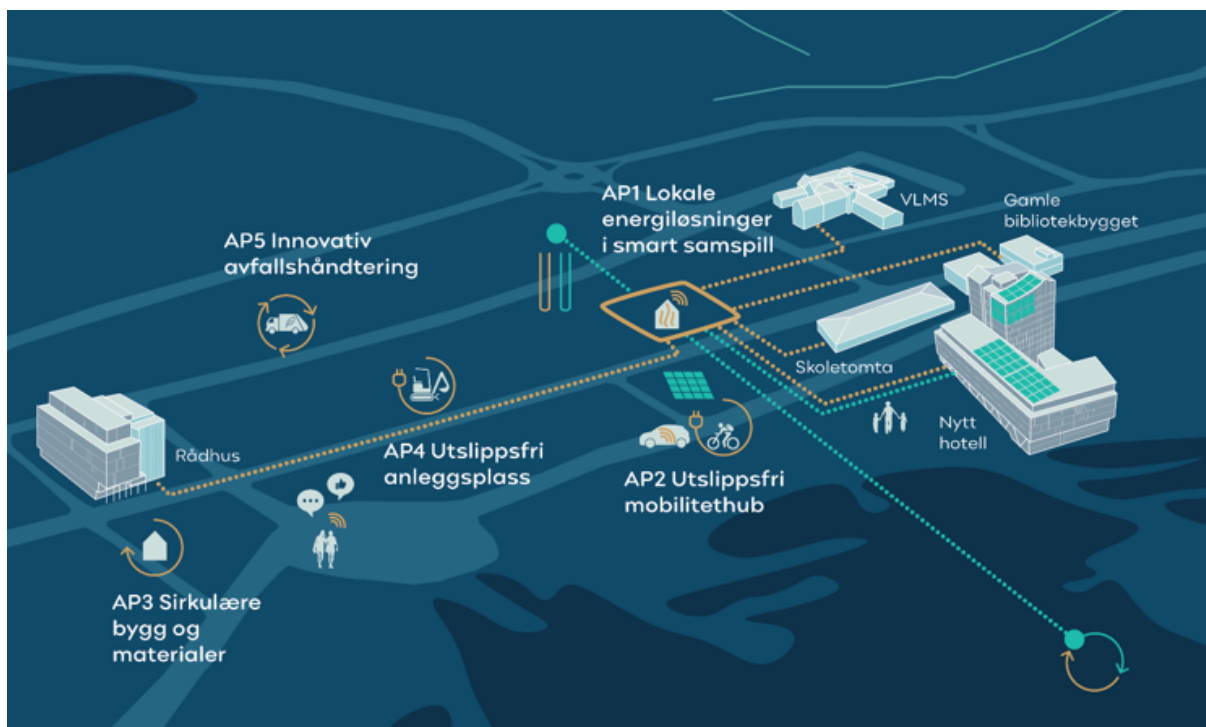 AP1 Lokale
energiløsninger
i smart samspill
VLMS
Gamle
bibliotekbygget
AP5 Innovativ
avfallshåndtering
Skoletomta
Nytt
hotell
Rådhus
AP4 Utslippsfri
anleggsplass
AP2 Utslippsfri
mobilitethub
AP3 Sirkulære
bygg og
materialer